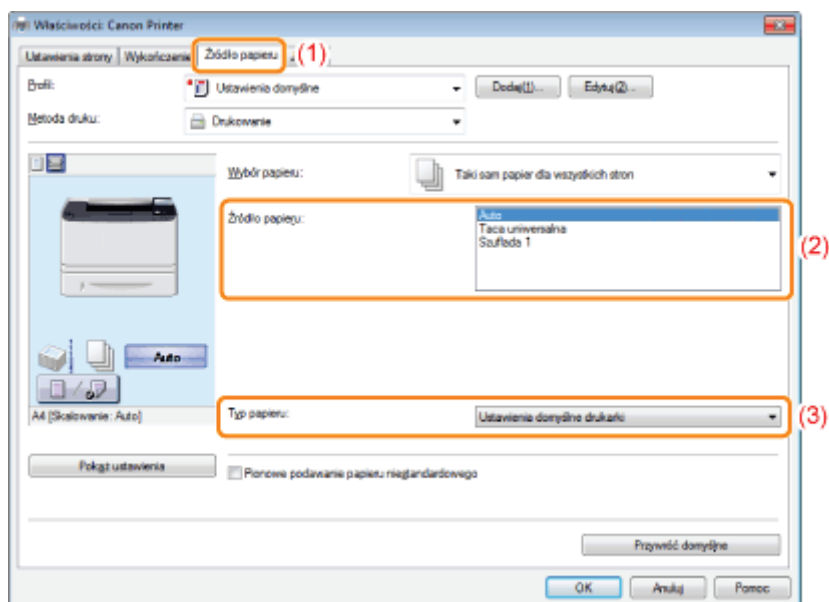 Właściwości: Canon Printer
Ustawienia strony Wykończenie Źródło papieru (1)
Profil: Ustawienia domyślne Dodaj(1)... Edytuj(2)...
Metoda druku: Drukowanie
Wybór papieru: Taki sam papier dla wszystkich stron
Źródło papieru: Auto
Taca uniwersalna
Szuflada 1
(2)
Auto
A4 [Skalowanie: Auto]
Typ papieru: Ustawienia domyślne drukarki (3)
Pokaż ustawienia
Pionowe podawanie papieru niestandardowego
Przywróć domyślne
OK Anuluj Pomoc